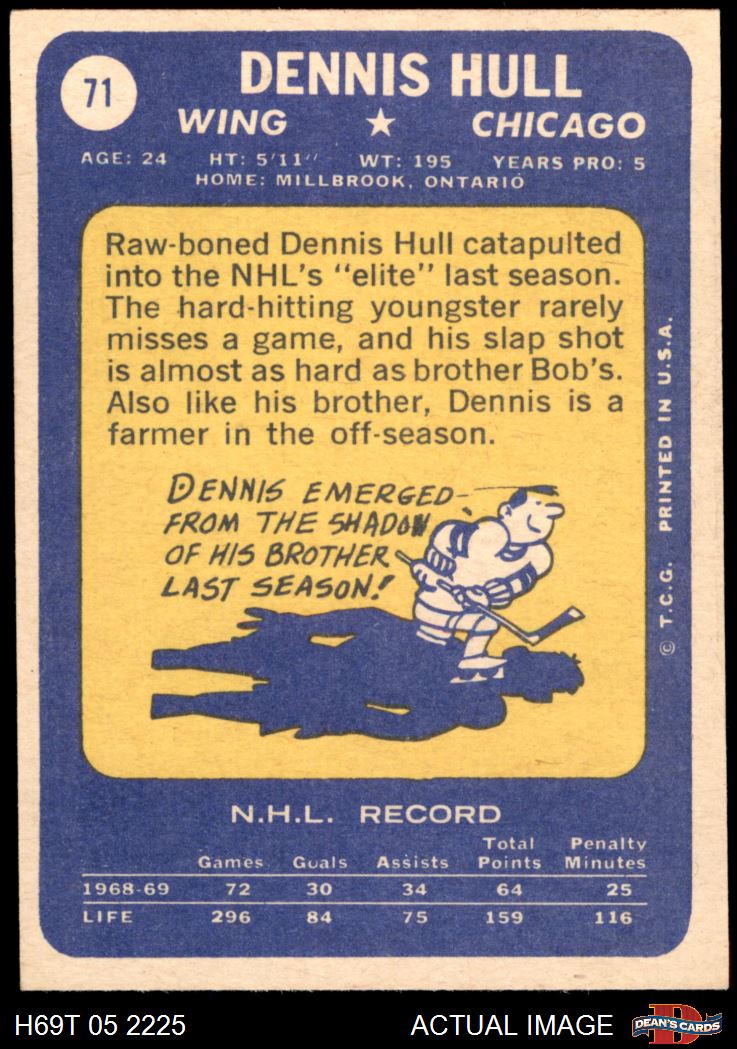 71
DENNIS HULL
WING ★ CHICAGO
AGE: 24 HT: 5'11" WT: 195 YEARS PRO: 5
HOME: MILLBROOK, ONTARIO
Raw-boned Dennis Hull catapulted
into the NHL's "elite" last season.
The hard-hitting youngster rarely
misses a game, and his slap shot
is almost as hard as brother Bob's.
Also like his brother, Dennis is a
farmer in the off-season.
DENNIS EMERGED
FROM THE SHADOW
OF HIS BROTHER
LAST SEASON!
© T.C.G. PRINTED IN U.S.A.
N.H.L. RECORD
Total Penalty
Games Goals Assists Points Minutes
1968-69 72 30 34 64 25
LIFE 296 84 75 159 116
H69T 05 2225 ACTUAL IMAGE
D
DEAN'S CARDS